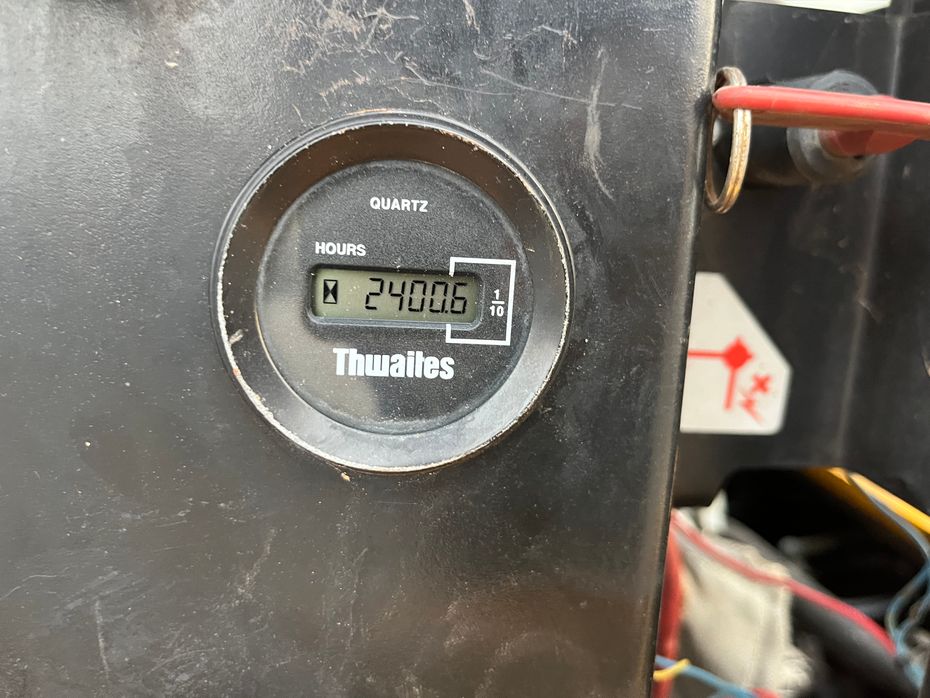 QUARTZ
HOURS
2400.6
1/10
Thwaites